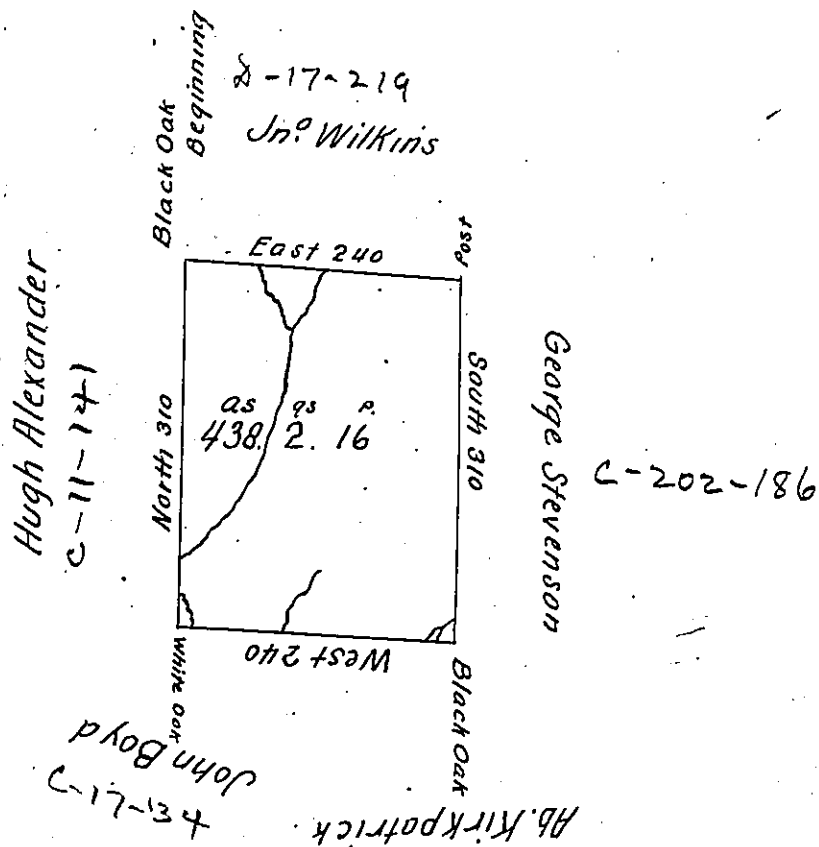 Black Oak
Beginning
D-17-219
Jnº Wilkins
East 240
Post
Hugh Alexander
C-11-141
North 310
as qs P.
438. 2. 16
South 310
George Stevenson
C-202-186
White Oak
West 240
Black Oak
John Boyd
C-17-134
Ab. Kirkpatrick